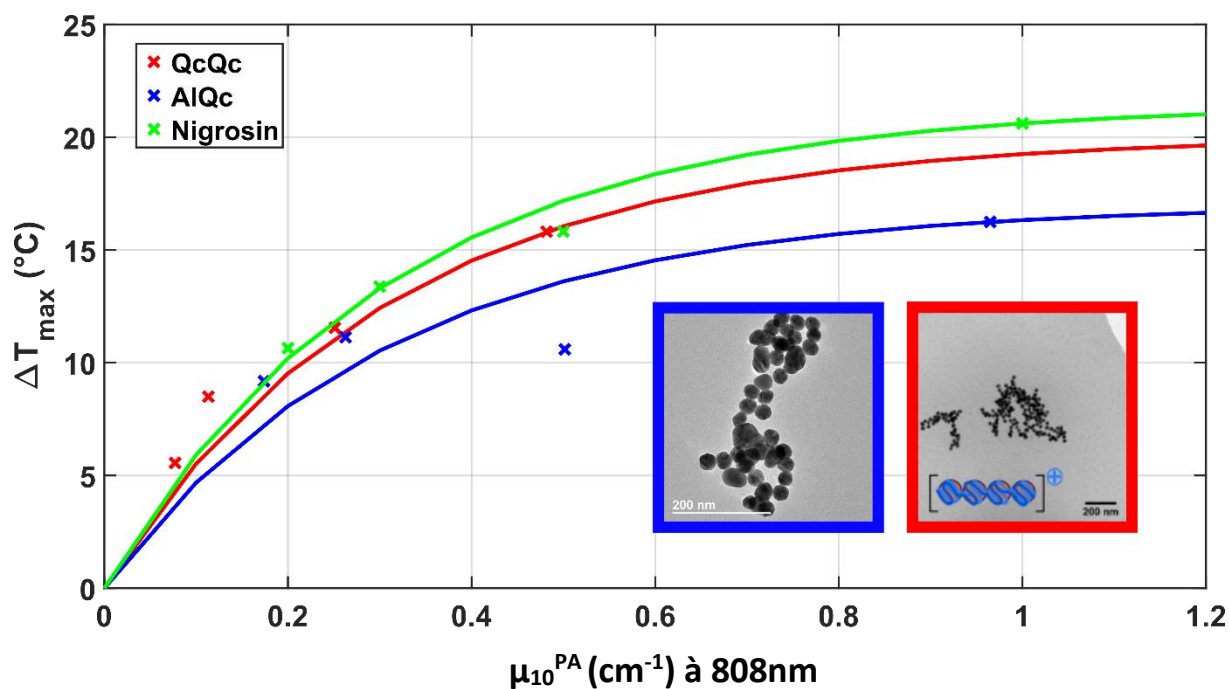 25
20
15
10
5
0
ΔTmax (°C)
QcQc
AlQc
Nigrosin
200 nm
⊕
200 nm
0 0.2 0.4 0.6 0.8 1 1.2
μ₁₀ᴾᴬ (cm⁻¹) à 808nm